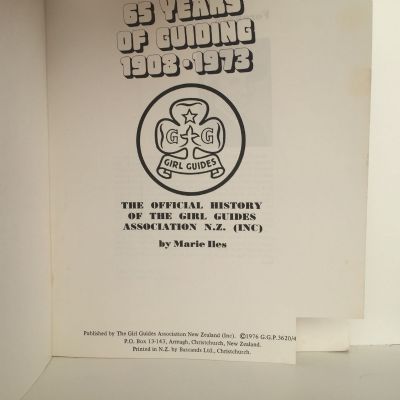 65 YEARS
OF GUIDING
1908·1973
G G
GIRL GUIDES
THE OFFICIAL HISTORY
OF THE GIRL GUIDES
ASSOCIATION N.Z. (INC)
by Marie Iles
Published by The Girl Guides Association New Zealand (Inc). ©1976 G.G.P.3620/4
P.O. Box 13-143, Armagh, Christchurch, New Zealand.
Printed in N.Z. by Bascands Ltd., Christchurch.